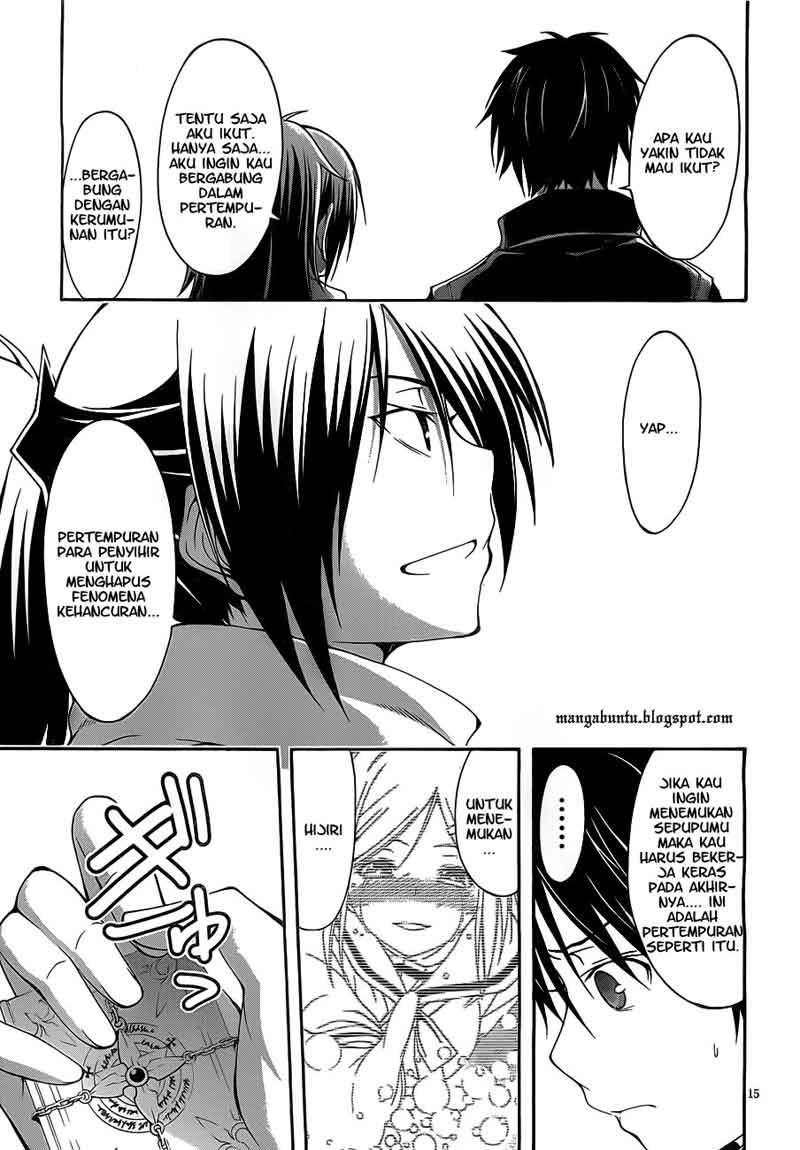 APA KAU
YAKIN TIDAK
MAU IKUT?
TENTU SAJA
AKU IKUT.
HANYA SAJA...
AKU INGIN KAU
BERGABUNG
DALAM
PERTEMPU-
RAN.
...BERGA-
BUNG
DENGAN
KERUMU-
NAN ITU?
YAP...
PERTEMPURAN
PARA PENYIHIR
UNTUK
MENGHAPUS
FENOMENA
KEHANCURAN...
mangabuntu.blogspot.com
JIKA KAU
INGIN
MENEMUKAN
SEPUPUMU
MAKA KAU
HARUS BEKER-
JA KERAS
PADA AKHIR-
NYA.... INI
ADALAH
PERTEMPURAN
SEPERTI ITU.
......
UNTUK
MENE-
MUKAN
...
HIJIRI
....
ギュ
15